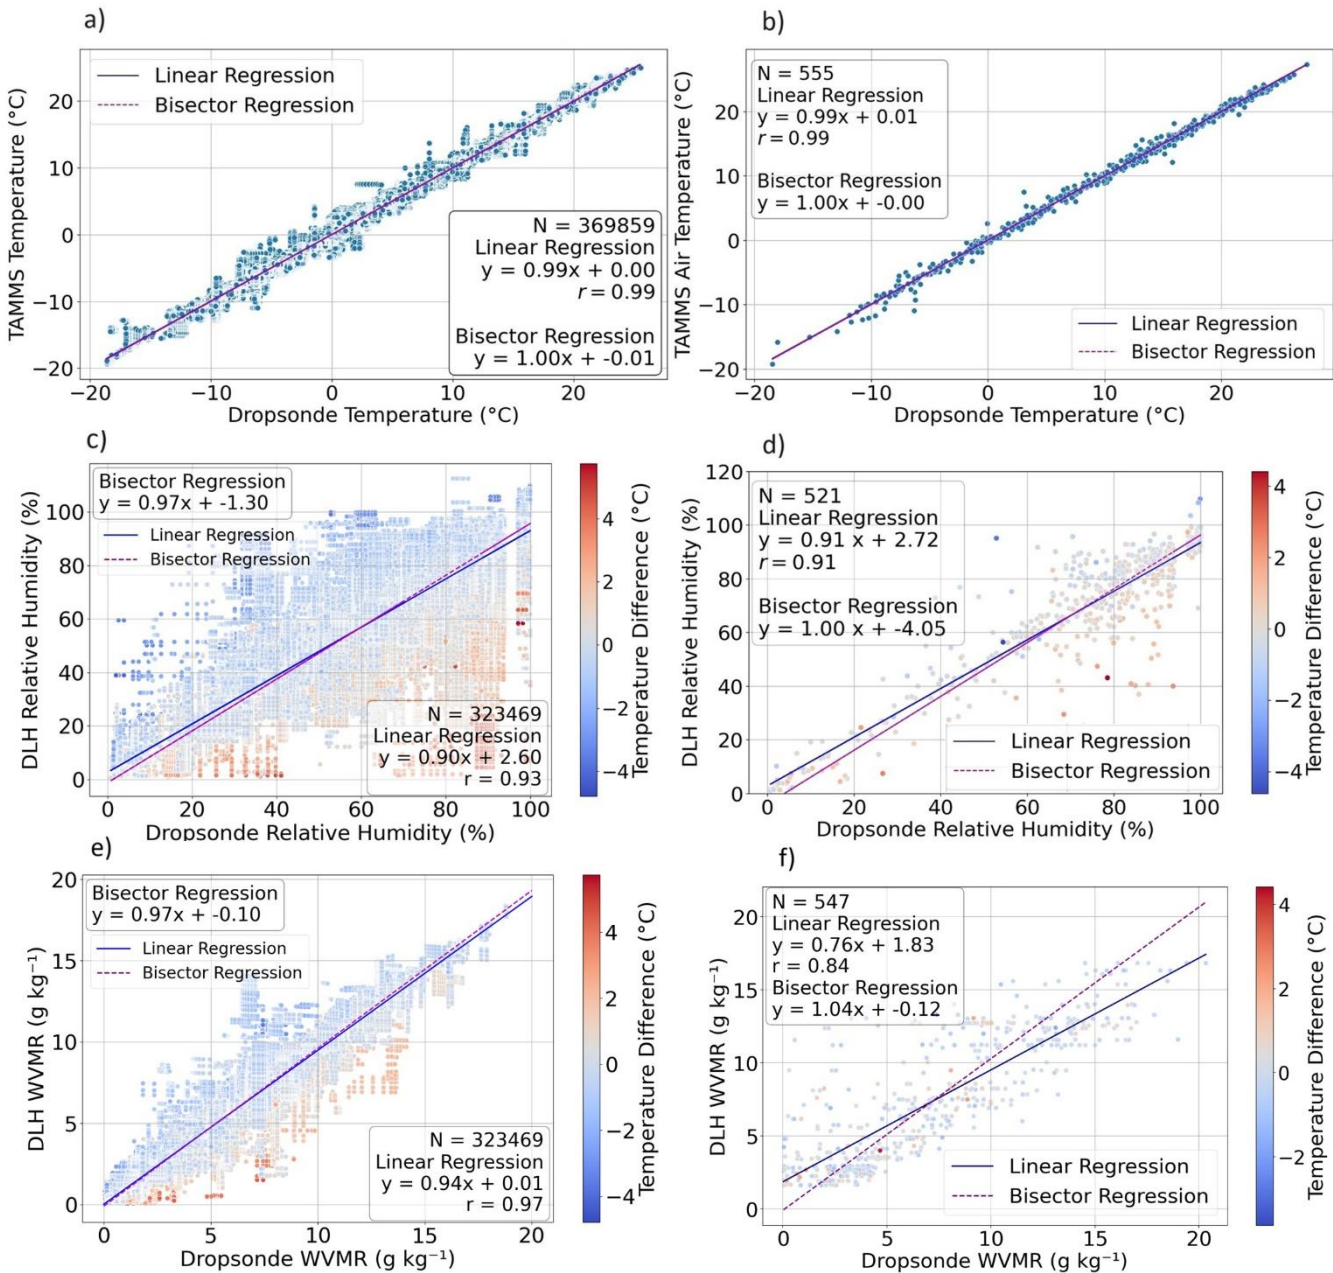 a)
Linear Regression
Bisector Regression
N = 369859
Linear Regression
y = 0.99x + 0.00
r = 0.99
Bisector Regression
y = 1.00x + -0.01
20
10
0
−10
−20
−20
−10
0
10
20
TAMMS Temperature (°C)
Dropsonde Temperature (°C)
b)
N = 555
Linear Regression
y = 0.99x + 0.01
r = 0.99
Bisector Regression
y = 1.00x + -0.00
Linear Regression
Bisector Regression
20
10
0
−10
−20
−20
−10
0
10
20
TAMMS Air Temperature (°C)
Dropsonde Temperature (°C)
c)
Bisector Regression
y = 0.97x + -1.30
Linear Regression
Bisector Regression
N = 323469
Linear Regression
y = 0.90x + 2.60
r = 0.93
100
80
60
40
20
0
0
20
40
60
80
100
DLH Relative Humidity (%)
Dropsonde Relative Humidity (%)
4
2
0
−2
−4
Temperature Difference (°C)
d)
N = 521
Linear Regression
y = 0.91 x + 2.72
r = 0.91
Bisector Regression
y = 1.00 x + -4.05
Linear Regression
Bisector Regression
120
100
80
60
40
20
0
0
20
40
60
80
100
DLH Relative Humidity (%)
Dropsonde Relative Humidity (%)
4
2
0
−2
−4
Temperature Difference (°C)
e)
Bisector Regression
y = 0.97x + -0.10
Linear Regression
Bisector Regression
N = 323469
Linear Regression
y = 0.94x + 0.01
r = 0.97
20
15
10
5
0
0
5
10
15
20
DLH WVMR (g kg⁻¹)
Dropsonde WVMR (g kg⁻¹)
4
2
0
−2
−4
Temperature Difference (°C)
f)
N = 547
Linear Regression
y = 0.76x + 1.83
r = 0.84
Bisector Regression
y = 1.04x + -0.12
Linear Regression
Bisector Regression
20
15
10
5
0
0
5
10
15
20
DLH WVMR (g kg⁻¹)
Dropsonde WVMR (g kg⁻¹)
4
2
0
−2
Temperature Difference (°C)